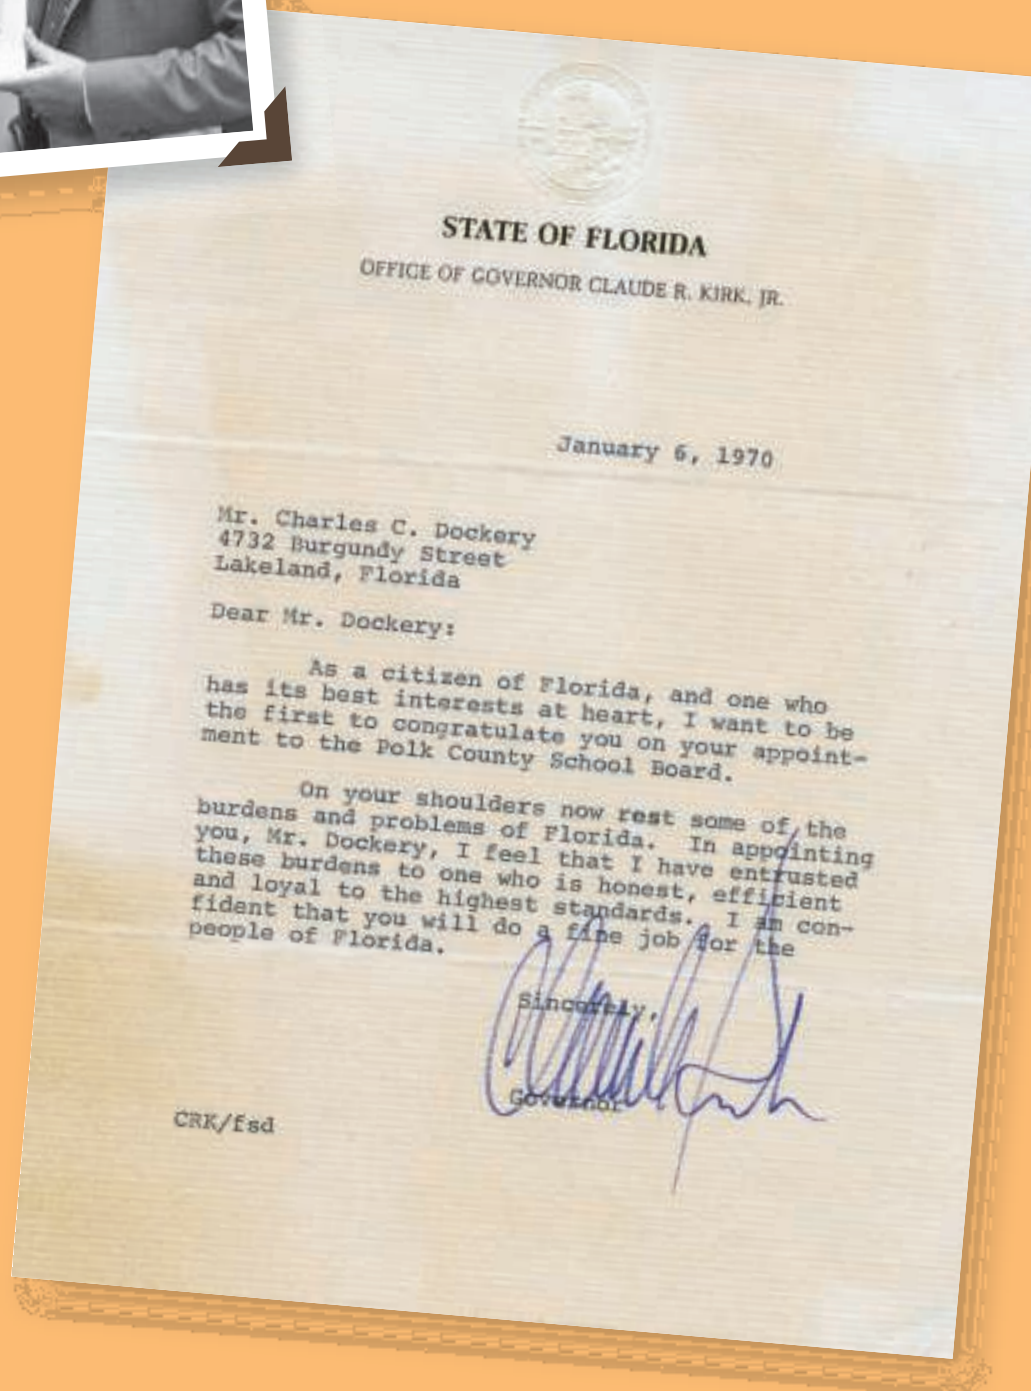 STATE OF FLORIDA
OFFICE OF GOVERNOR CLAUDE R. KIRK, JR.
January 6, 1970
Mr. Charles C. Dockery
4732 Burgundy Street
Lakeland, Florida
Dear Mr. Dockery:
As a citizen of Florida, and one who
has its best interests at heart, I want to be
the first to congratulate you on your appoint-
ment to the Polk County School Board.
On your shoulders now rest some of the
burdens and problems of Florida. In appointing
you, Mr. Dockery, I feel that I have entrusted
these burdens to one who is honest, efficient
and loyal to the highest standards. I am con-
fident that you will do a fine job for the
people of Florida.
Sincerely,
Governor
CRK/fsd